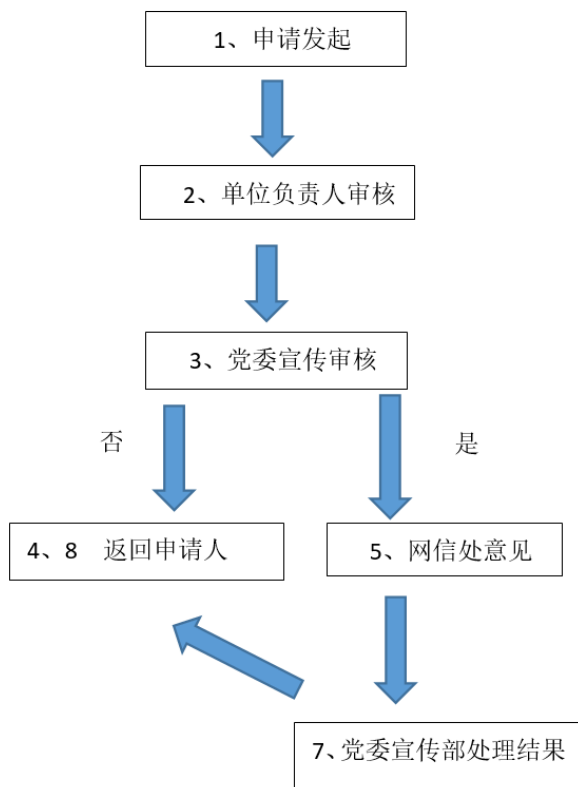 1、申请发起
2、单位负责人审核
3、党委宣传审核
否
是
4、8 返回申请人
5、网信处意见
7、党委宣传部处理结果